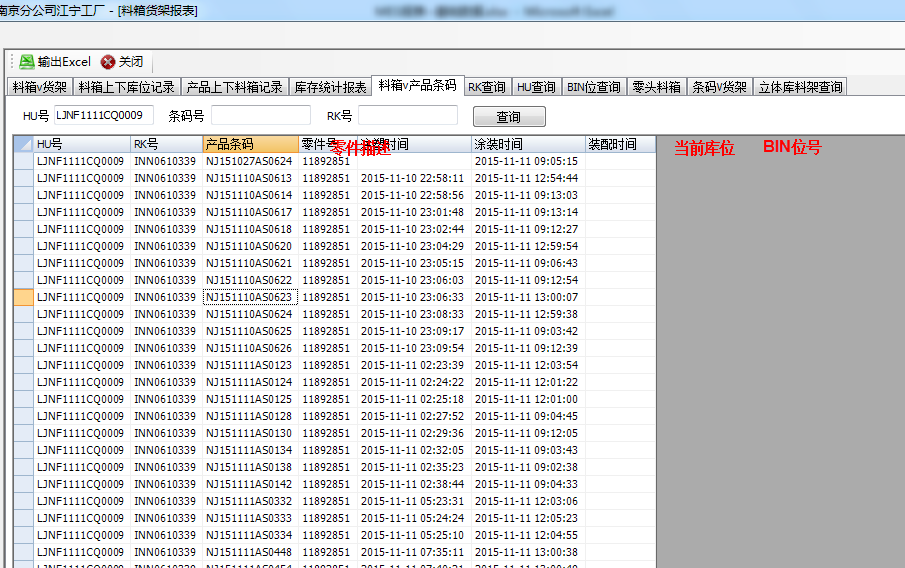 南京分公司江宁工厂 - [料箱货架报表]
输出Excel 关闭
料箱v货架 料箱上下库位记录 产品上下料箱记录 库存统计报表 料箱v产品条码 RK查询 HU查询 BIN位查询 零头料箱 条码V货架 立体库料架查询
HU号 LJNF1111CQ0009 条码号 RK号 查询
HU号 RK号 产品条码 零件号 零件描述 时间 涂装时间 装配时间 当前库位 BIN位号
LJNF1111CQ0009 INN0610339 NJ151027AS0624 11892851 2015-11-11 09:05:15
LJNF1111CQ0009 INN0610339 NJ151110AS0613 11892851 2015-11-10 22:58:11 2015-11-11 12:54:44
LJNF1111CQ0009 INN0610339 NJ151110AS0614 11892851 2015-11-10 22:58:56 2015-11-11 09:13:03
LJNF1111CQ0009 INN0610339 NJ151110AS0617 11892851 2015-11-10 23:01:48 2015-11-11 09:13:14
LJNF1111CQ0009 INN0610339 NJ151110AS0618 11892851 2015-11-10 23:02:44 2015-11-11 09:12:27
LJNF1111CQ0009 INN0610339 NJ151110AS0620 11892851 2015-11-10 23:04:29 2015-11-11 12:59:54
LJNF1111CQ0009 INN0610339 NJ151110AS0621 11892851 2015-11-10 23:05:15 2015-11-11 09:06:43
LJNF1111CQ0009 INN0610339 NJ151110AS0622 11892851 2015-11-10 23:06:03 2015-11-11 09:12:54
LJNF1111CQ0009 INN0610339 NJ151110AS0623 11892851 2015-11-10 23:06:33 2015-11-11 13:00:07
LJNF1111CQ0009 INN0610339 NJ151110AS0624 11892851 2015-11-10 23:08:33 2015-11-11 12:59:38
LJNF1111CQ0009 INN0610339 NJ151110AS0625 11892851 2015-11-10 23:09:17 2015-11-11 09:03:42
LJNF1111CQ0009 INN0610339 NJ151110AS0626 11892851 2015-11-10 23:09:54 2015-11-11 09:12:39
LJNF1111CQ0009 INN0610339 NJ151111AS0123 11892851 2015-11-11 02:23:39 2015-11-11 12:03:54
LJNF1111CQ0009 INN0610339 NJ151111AS0124 11892851 2015-11-11 02:24:22 2015-11-11 12:01:22
LJNF1111CQ0009 INN0610339 NJ151111AS0125 11892851 2015-11-11 02:25:18 2015-11-11 12:01:00
LJNF1111CQ0009 INN0610339 NJ151111AS0128 11892851 2015-11-11 02:27:52 2015-11-11 09:04:45
LJNF1111CQ0009 INN0610339 NJ151111AS0130 11892851 2015-11-11 02:29:36 2015-11-11 09:12:05
LJNF1111CQ0009 INN0610339 NJ151111AS0134 11892851 2015-11-11 02:32:05 2015-11-11 09:03:43
LJNF1111CQ0009 INN0610339 NJ151111AS0138 11892851 2015-11-11 02:35:23 2015-11-11 09:02:38
LJNF1111CQ0009 INN0610339 NJ151111AS0142 11892851 2015-11-11 02:38:44 2015-11-11 09:04:33
LJNF1111CQ0009 INN0610339 NJ151111AS0332 11892851 2015-11-11 05:23:31 2015-11-11 12:03:06
LJNF1111CQ0009 INN0610339 NJ151111AS0333 11892851 2015-11-11 05:24:24 2015-11-11 12:05:23
LJNF1111CQ0009 INN0610339 NJ151111AS0334 11892851 2015-11-11 05:25:10 2015-11-11 12:04:55
LJNF1111CQ0009 INN0610339 NJ151111AS0448 11892851 2015-11-11 07:35:11 2015-11-11 13:00:38